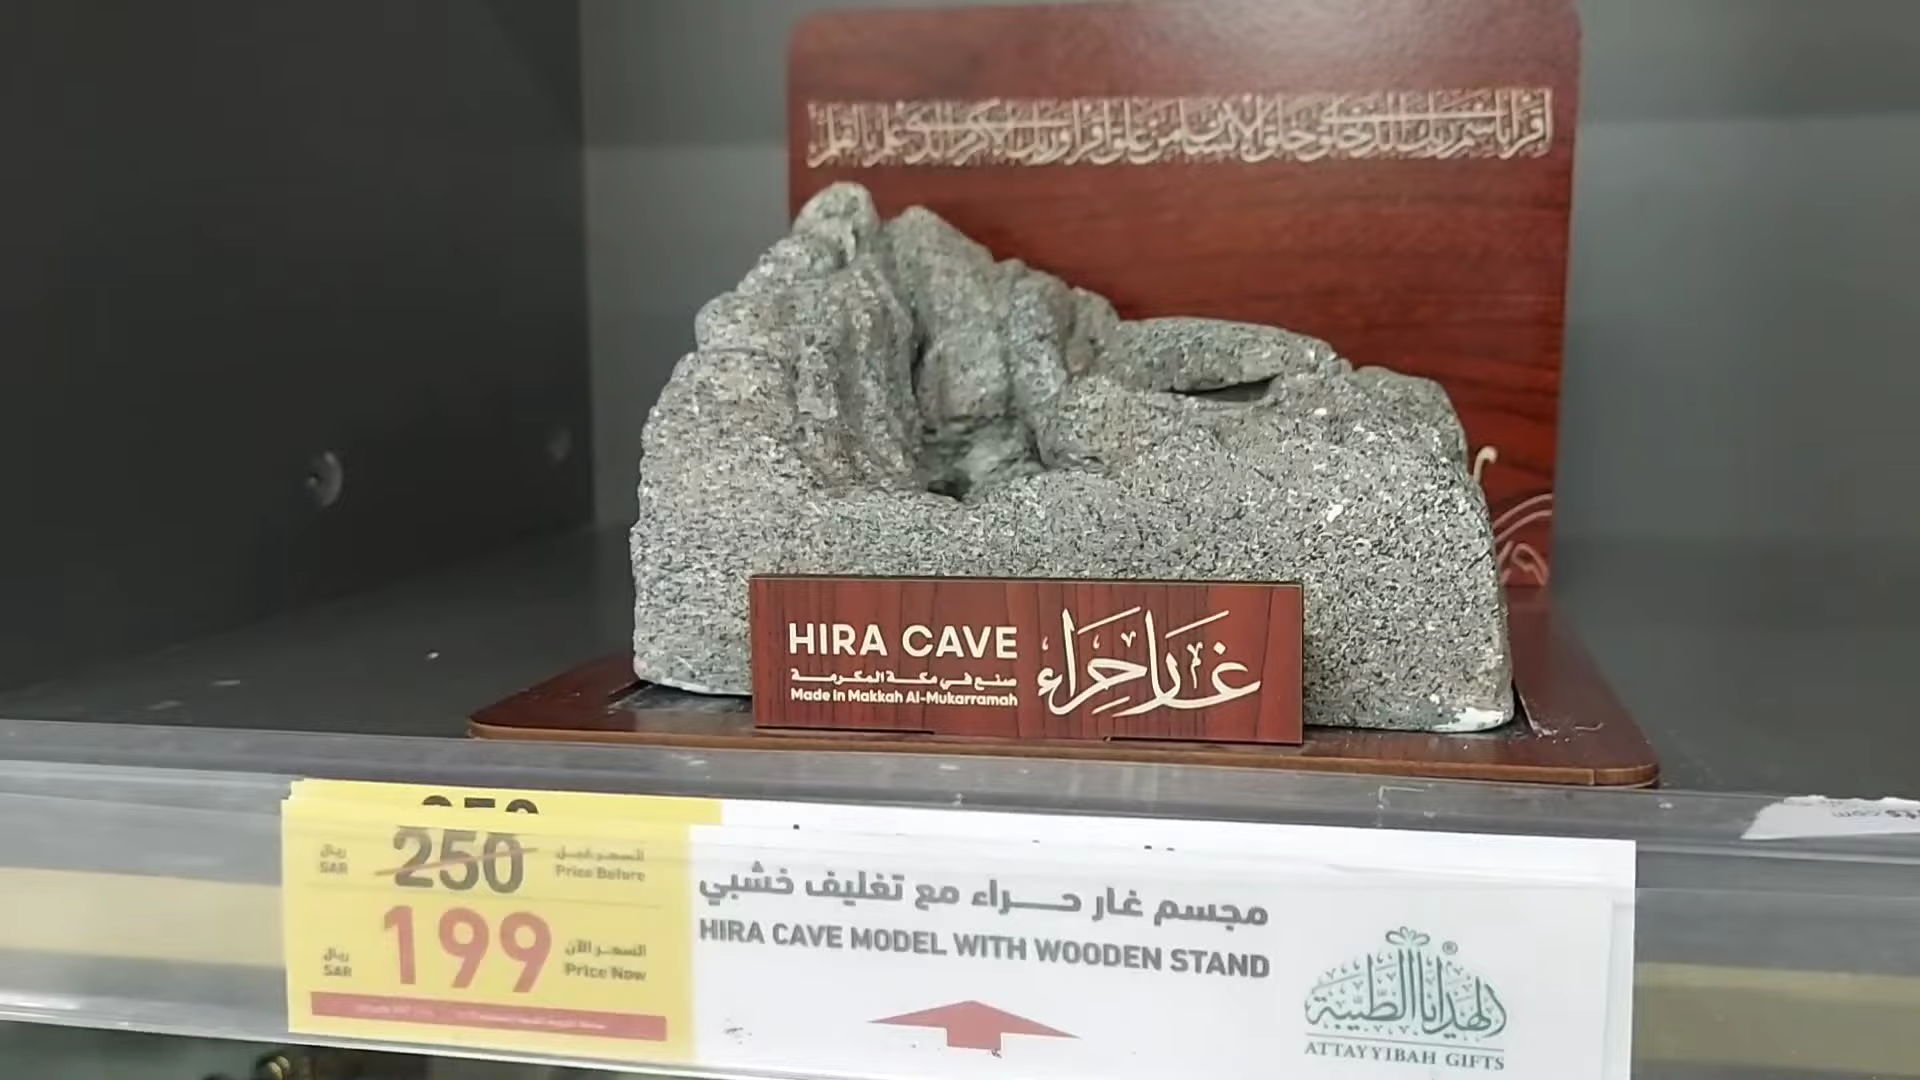 اقرأ باسم ربك الذي خلق خلق الإنسان من علق اقرأ وربك الأكرم الذي علم بالقلم
HIRA CAVE
غار حراء
صنع في مكة المكرمة
Made in Makkah Al-Mukarramah
ريال
SAR
250
السعر قبل
Price Before
ريال
SAR
199
السعر الآن
Price Now
مجسم غار حراء مع تغليف خشبي
HIRA CAVE MODEL WITH WOODEN STAND
الهدايا الطيبة
®
ATTAYYIBAH GIFTS